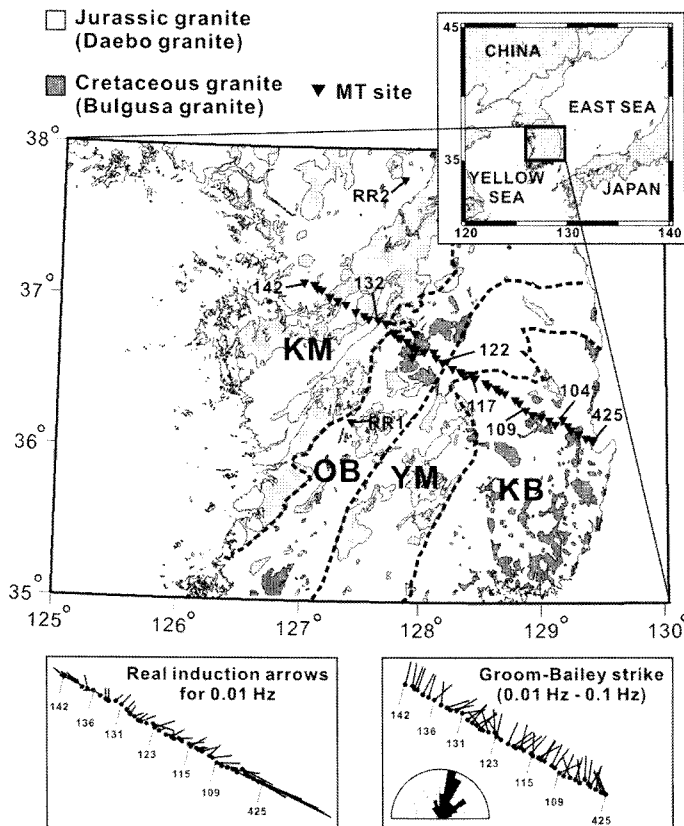 Jurassic granite
(Daebo granite)
Cretaceous granite
(Bulgusa granite)
MT site
45
CHINA
EAST SEA
35
YELLOW
SEA
JAPAN
120
130
140
38°
37°
36°
35°
RR2
142
132
KM
122
117
104
109
425
RR1
OB
YM
KB
125°
126°
127°
128°
129°
130°
Real induction arrows
for 0.01 Hz
142
136
131
123
115
109
425
Groom-Bailey strike
(0.01 Hz - 0.1 Hz)
142
136
131
123
115
109
425